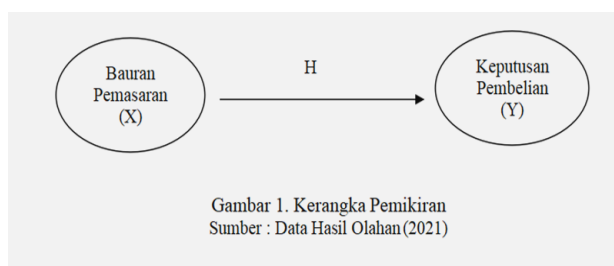 Bauran
Pemasaran
(X)
H
Keputusan
Pembelian
(Y)
Gambar 1. Kerangka Pemikiran
Sumber : Data Hasil Olahan (2021)